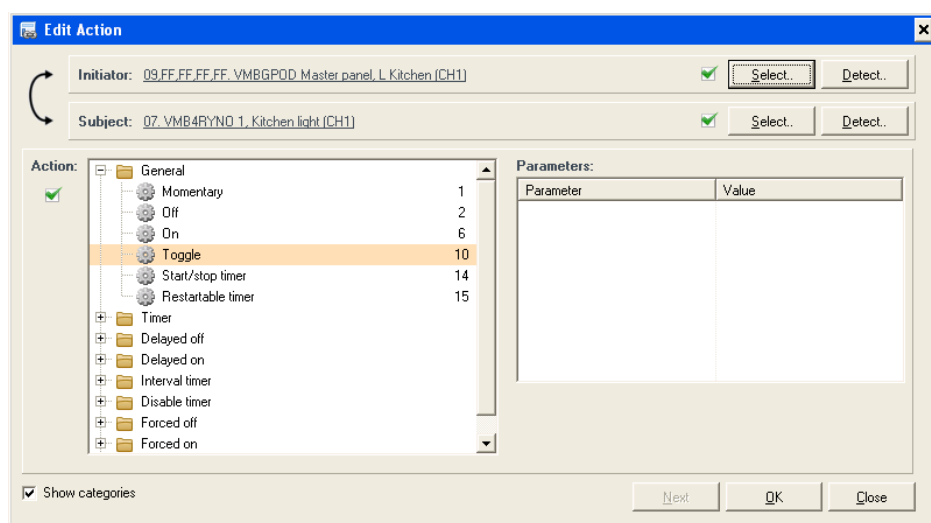 Edit Action
Initiator: 09,FF,FF,FF,FF. VMBGPOD Master panel, L Kitchen (CH1) Select.. Detect..
Subject: 07. VMB4RYNO 1, Kitchen light (CH1) Select.. Detect..
Action: General Parameters:
Momentary 1 Parameter Value
Off 2
On 6
Toggle 10
Start/stop timer 14
Restartable timer 15
Timer
Delayed off
Delayed on
Interval timer
Disable timer
Forced off
Forced on
Show categories Next OK Close